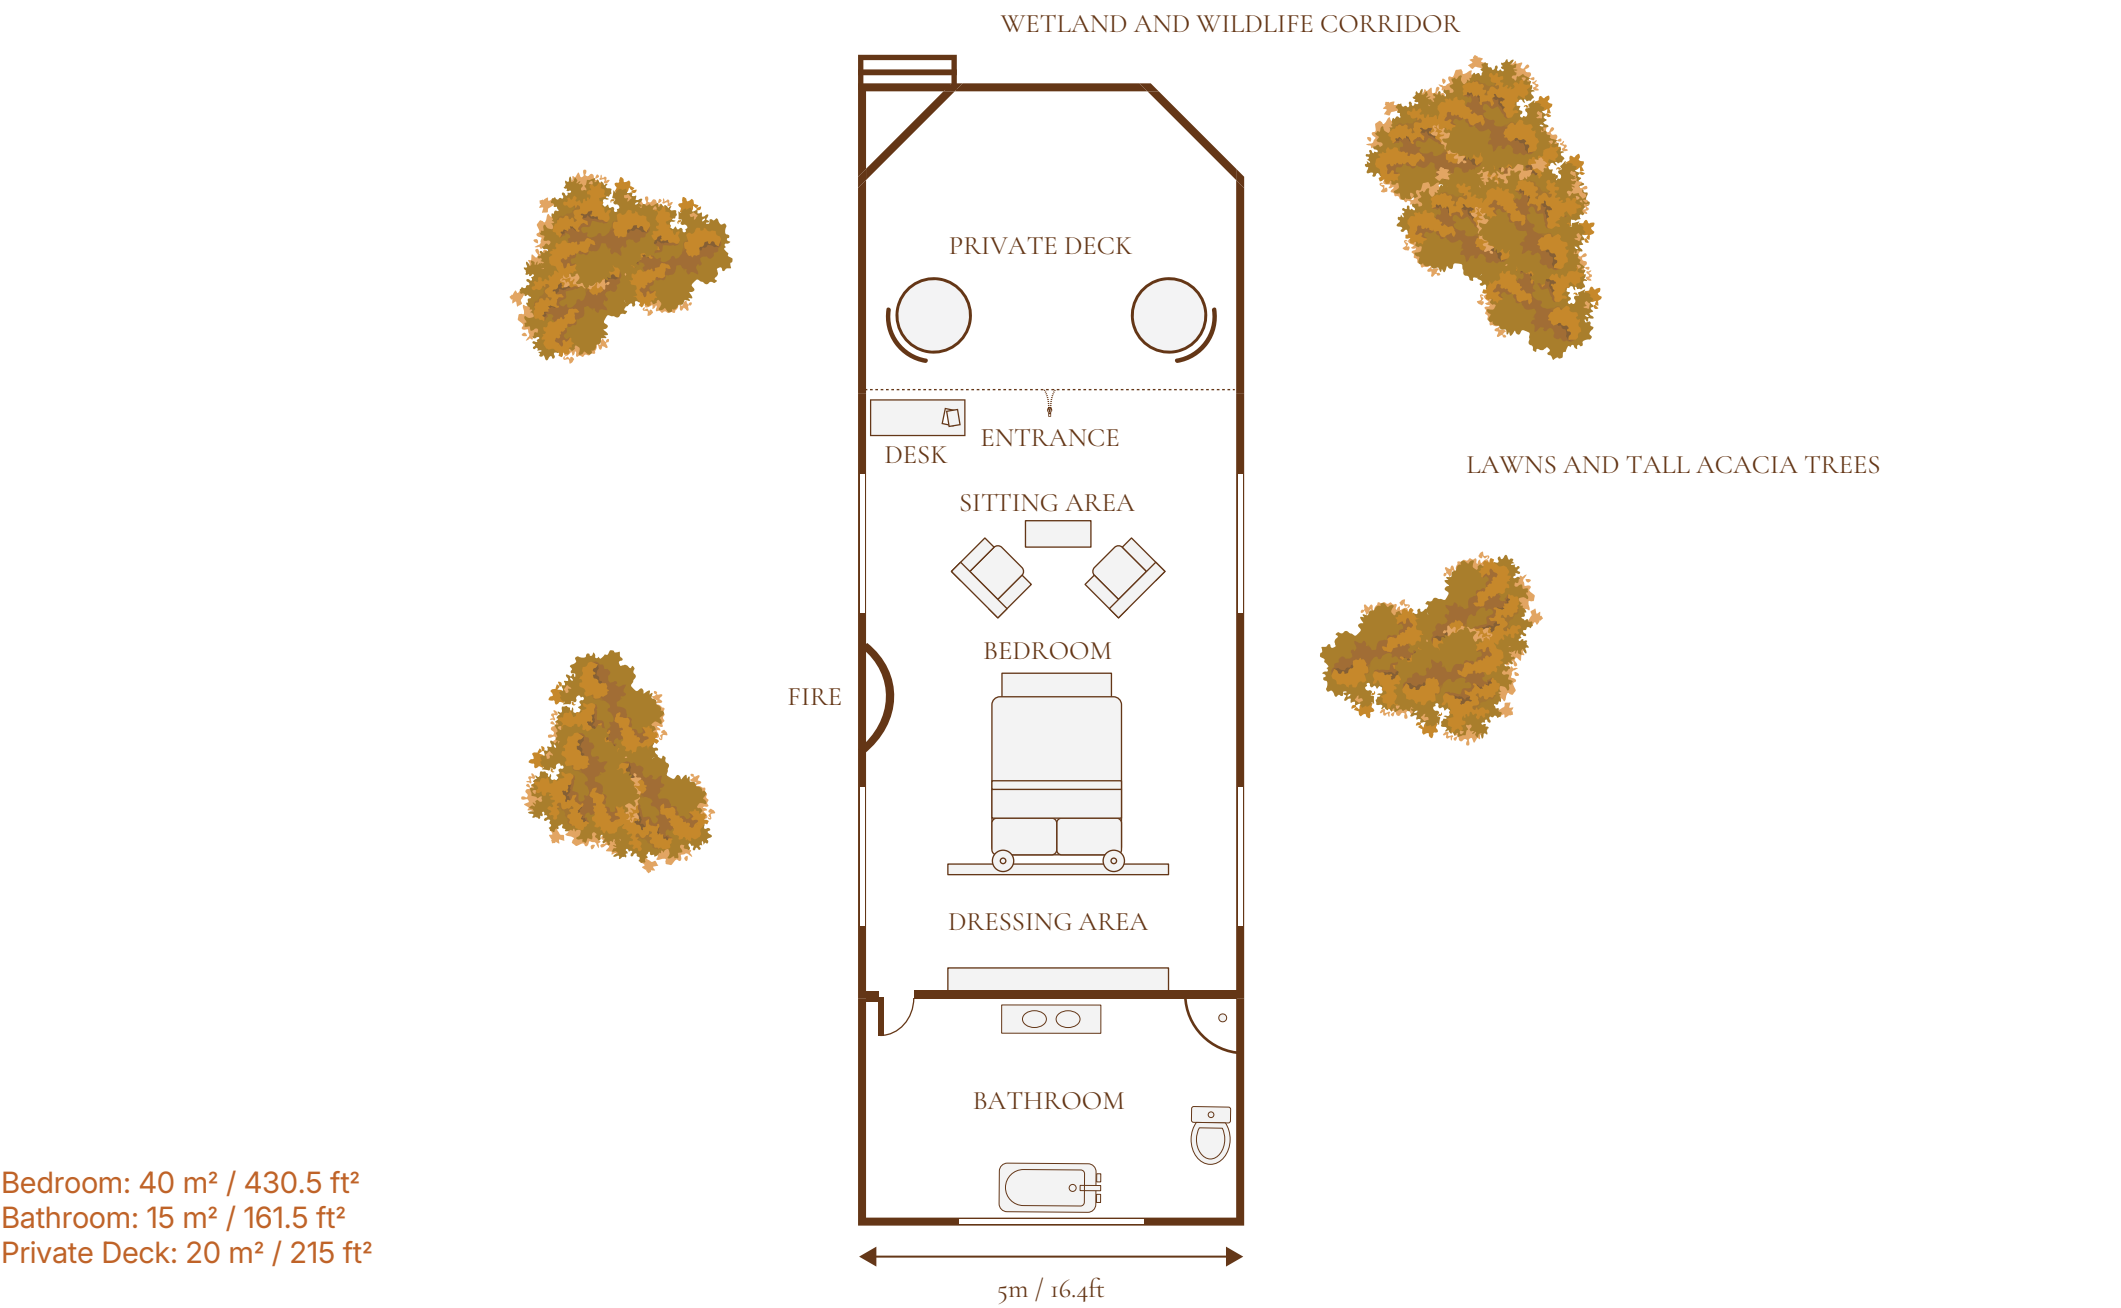 WETLAND AND WILDLIFE CORRIDOR
PRIVATE DECK
ENTRANCE
DESK
LAWNS AND TALL ACACIA TREES
SITTING AREA
BEDROOM
FIRE
DRESSING AREA
BATHROOM
Bedroom: 40 m² / 430.5 ft²
Bathroom: 15 m² / 161.5 ft²
Private Deck: 20 m² / 215 ft²
5m / 16.4ft